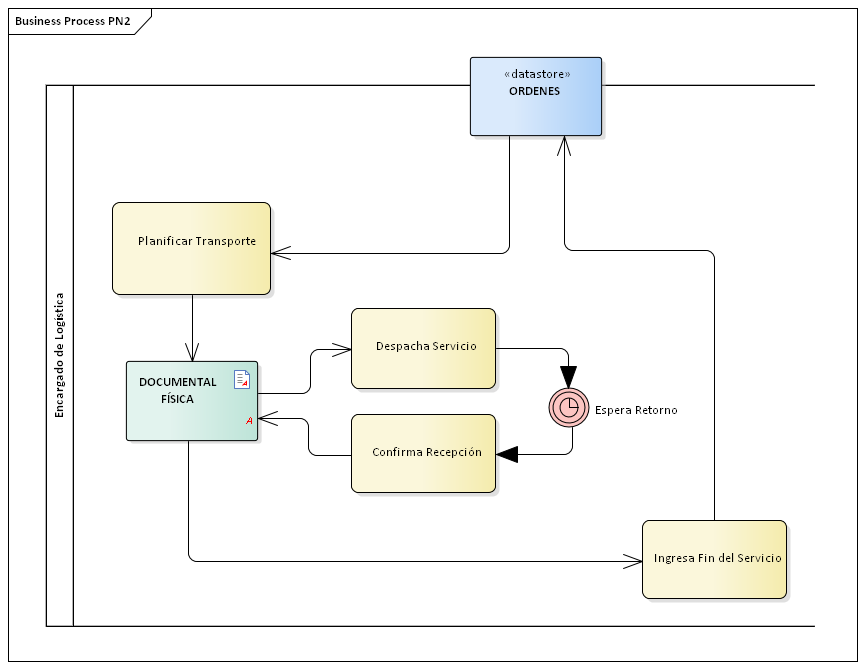 Business Process PN2
«datastore»
ORDENES
Encargado de Logística
Planificar Transporte
Despacha Servicio
DOCUMENTAL
FÍSICA
A
Espera Retorno
Confirma Recepción
Ingresa Fin del Servicio